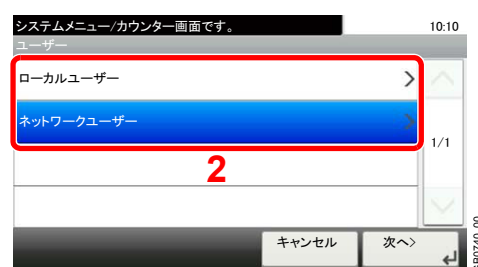 システムメニュー/カウンター画面です。 10:10
ユーザー
ローカルユーザー >
ネットワークユーザー >
1/1
2
キャンセル 次へ>